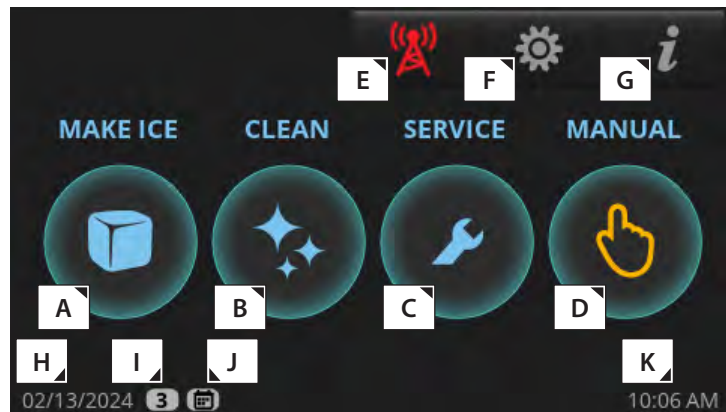 E F G
MAKE ICE CLEAN SERVICE MANUAL
A B C D
H I J K
02/13/2024 3 10:06 AM